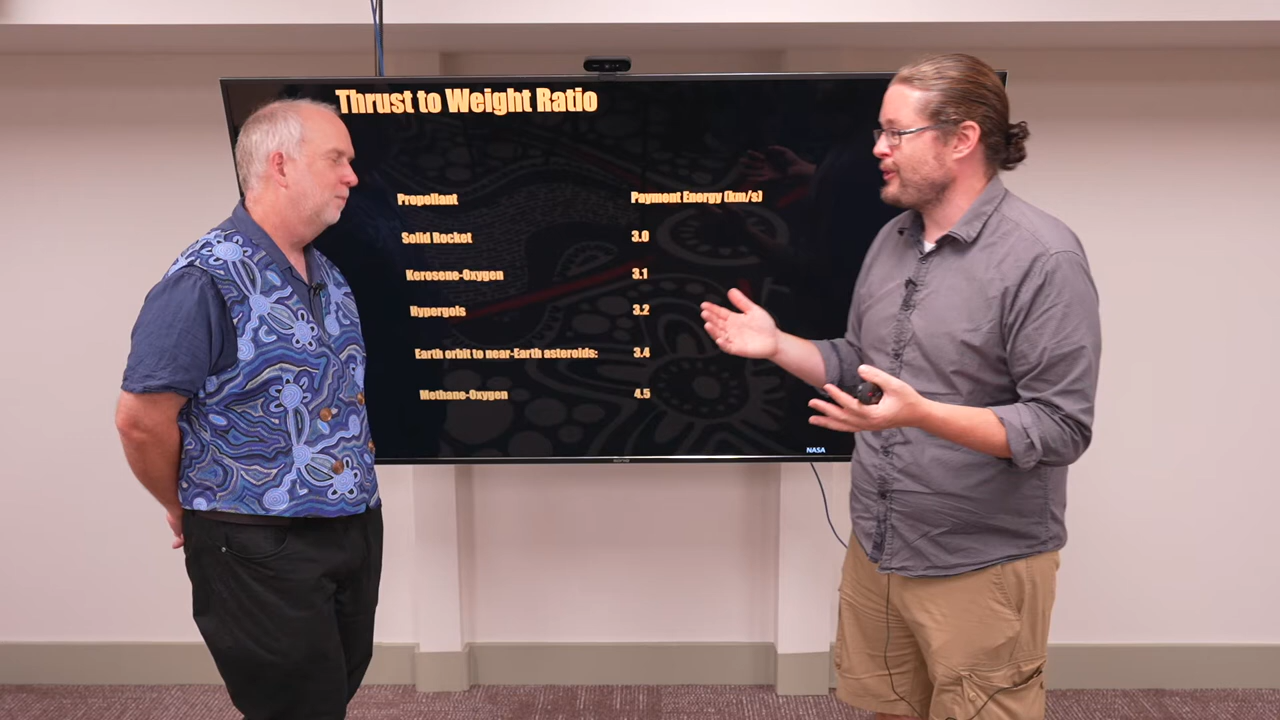 Thrust to Weight Ratio
Propollant Payment Energy (km/s)
Solid Rocket 3.0
Kerosene-Oxygen 3.1
Hypergols 3.2
Earth orbit to near-Earth asteroids: 3.4
Methane-Oxygen 4.5
NASA